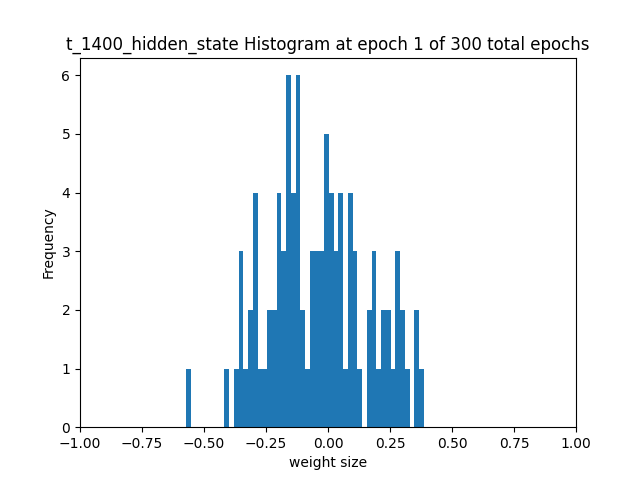 t_1400_hidden_state Histogram at epoch 1 of 300 total epochs
6
5
4
3
2
1
0
Frequency
−1.00 −0.75 −0.50 −0.25 0.00 0.25 0.50 0.75 1.00
weight size